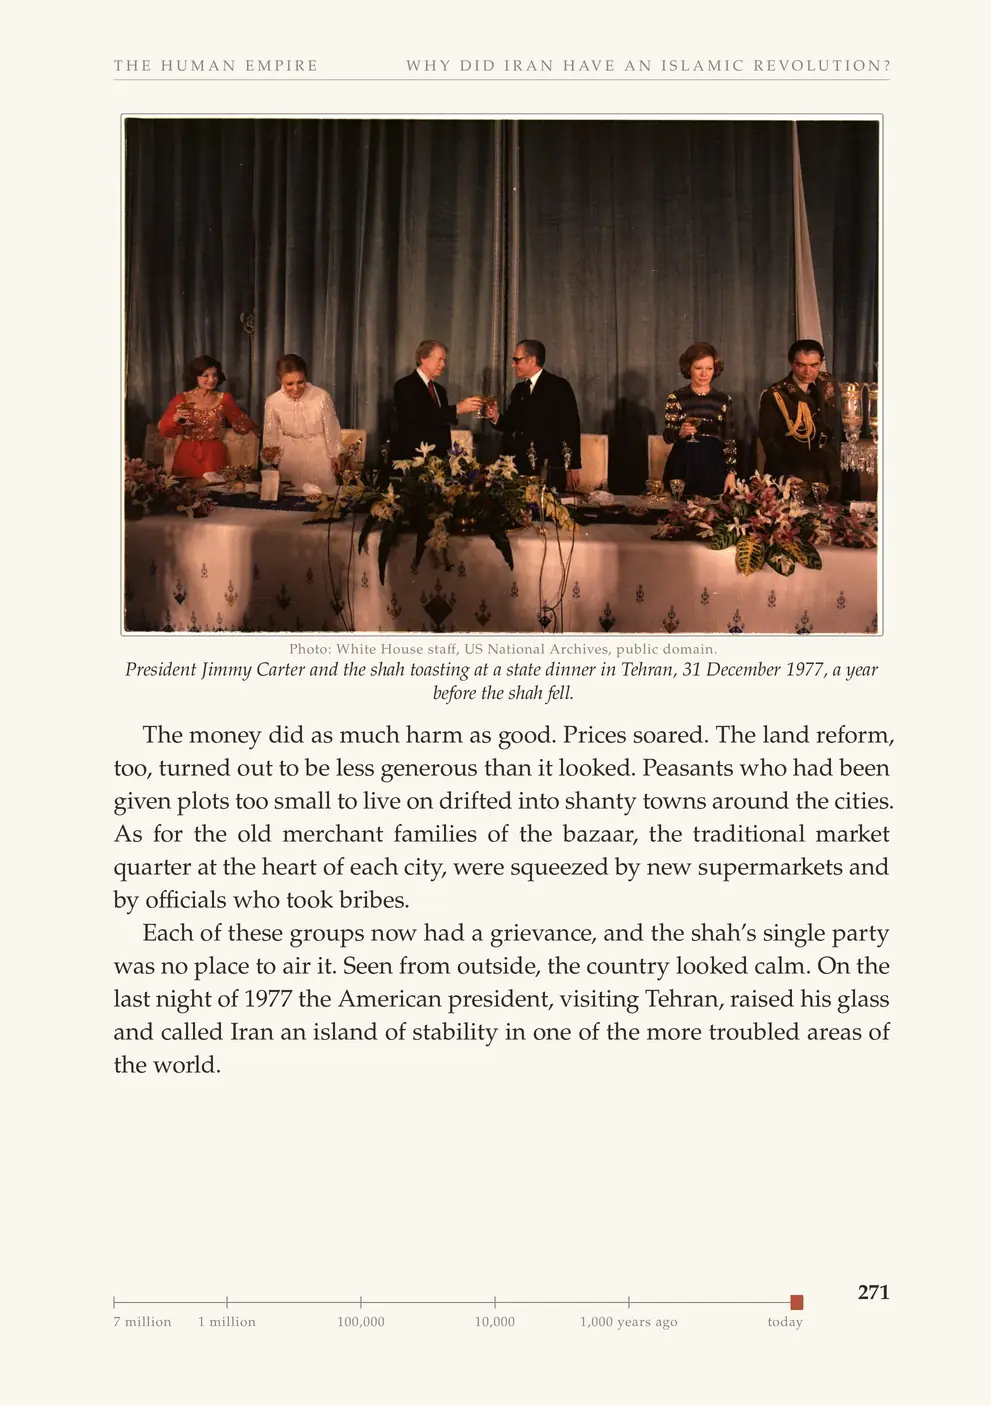 THE HUMAN EMPIRE WHY DID IRAN HAVE AN ISLAMIC REVOLUTION?
Photo: White House staff, US National Archives, public domain.
President Jimmy Carter and the shah toasting at a state dinner in Tehran, 31 December 1977, a year
before the shah fell.
The money did as much harm as good. Prices soared. The land reform,
too, turned out to be less generous than it looked. Peasants who had been
given plots too small to live on drifted into shanty towns around the cities.
As for the old merchant families of the bazaar, the traditional market
quarter at the heart of each city, were squeezed by new supermarkets and
by officials who took bribes.
Each of these groups now had a grievance, and the shah’s single party
was no place to air it. Seen from outside, the country looked calm. On the
last night of 1977 the American president, visiting Tehran, raised his glass
and called Iran an island of stability in one of the more troubled areas of
the world.
271
7 million 1 million 100,000 10,000 1,000 years ago today